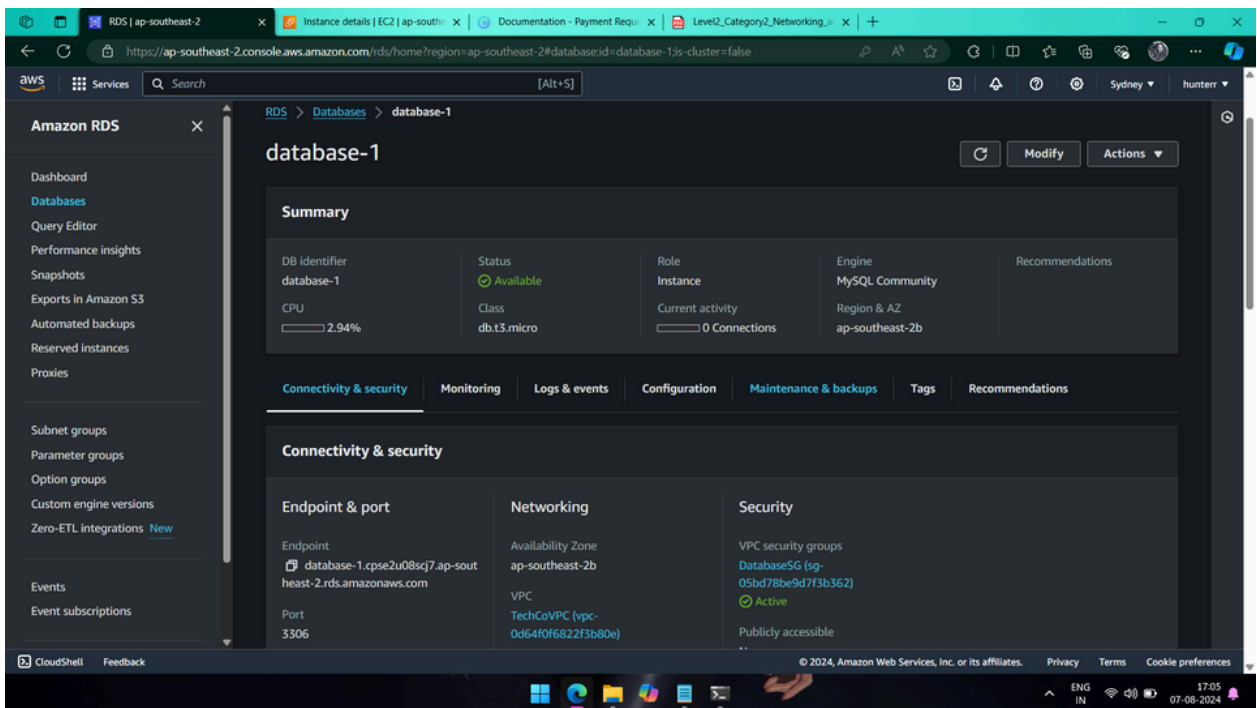 RDS | ap-southeast-2
Instance details | EC2 | ap-southe
Documentation - Payment Reque
Level2_Category2_Networking_a
https://ap-southeast-2.console.aws.amazon.com/rds/home?region=ap-southeast-2#database:id=database-1;is-cluster=false
aws
Services
Search
[Alt+S]
Sydney
hunterr
Amazon RDS
Dashboard
Databases
Query Editor
Performance insights
Snapshots
Exports in Amazon S3
Automated backups
Reserved instances
Proxies
Subnet groups
Parameter groups
Option groups
Custom engine versions
Zero-ETL integrations New
Events
Event subscriptions
RDS > Databases > database-1
database-1
Modify
Actions
Summary
DB identifier
database-1
Status
Available
Role
Instance
Engine
MySQL Community
Recommendations
CPU
2.94%
Class
db.t3.micro
Current activity
0 Connections
Region & AZ
ap-southeast-2b
Connectivity & security
Monitoring
Logs & events
Configuration
Maintenance & backups
Tags
Recommendations
Connectivity & security
Endpoint & port
Endpoint
database-1.cpse2u08scj7.ap-sout
heast-2.rds.amazonaws.com
Port
3306
Networking
Availability Zone
ap-southeast-2b
VPC
TechCoVPC (vpc-
0d64f0f6822f3b80e)
Security
VPC security groups
DatabaseSG (sg-
05bd78be9d7f3b362)
Active
Publicly accessible
CloudShell
Feedback
© 2024, Amazon Web Services, Inc. or its affiliates.
Privacy
Terms
Cookie preferences
ENG
IN
17:05
07-08-2024